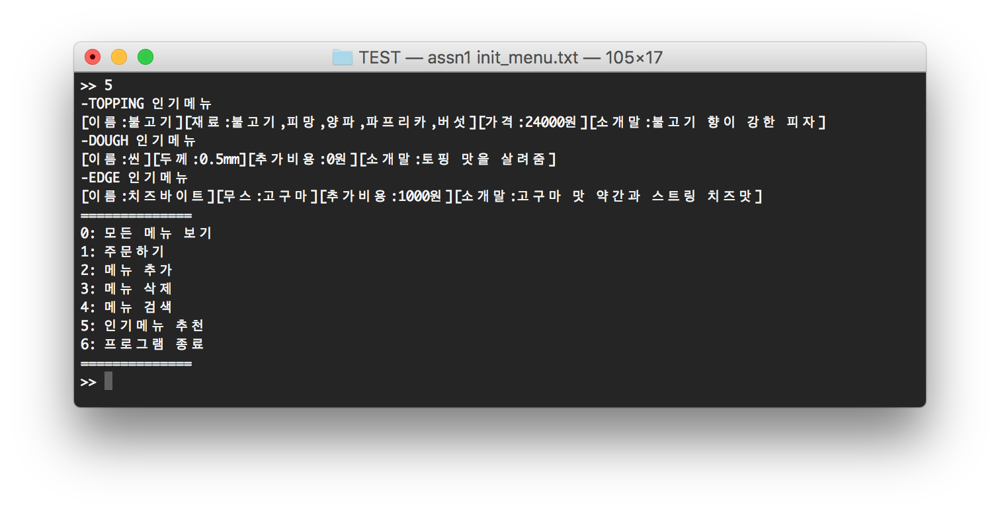 TEST — assn1 init_menu.txt — 105×17
>> 5
-TOPPING 인기메뉴
[이름:불고기][재료:불고기,피망,양파,파프리카,버섯][가격:24000원][소개말:불고기 향이 강한 피자]
-DOUGH 인기메뉴
[이름:씬][두께:0.5mm][추가비용:0원][소개말:토핑 맛을 살려줌]
-EDGE 인기메뉴
[이름:치즈바이트][무스:고구마][추가비용:1000원][소개말:고구마 맛 약간과 스트링 치즈맛]
==============
0: 모든 메뉴 보기
1: 주문하기
2: 메뉴 추가
3: 메뉴 삭제
4: 메뉴 검색
5: 인기메뉴 추천
6: 프로그램 종료
==============
>>